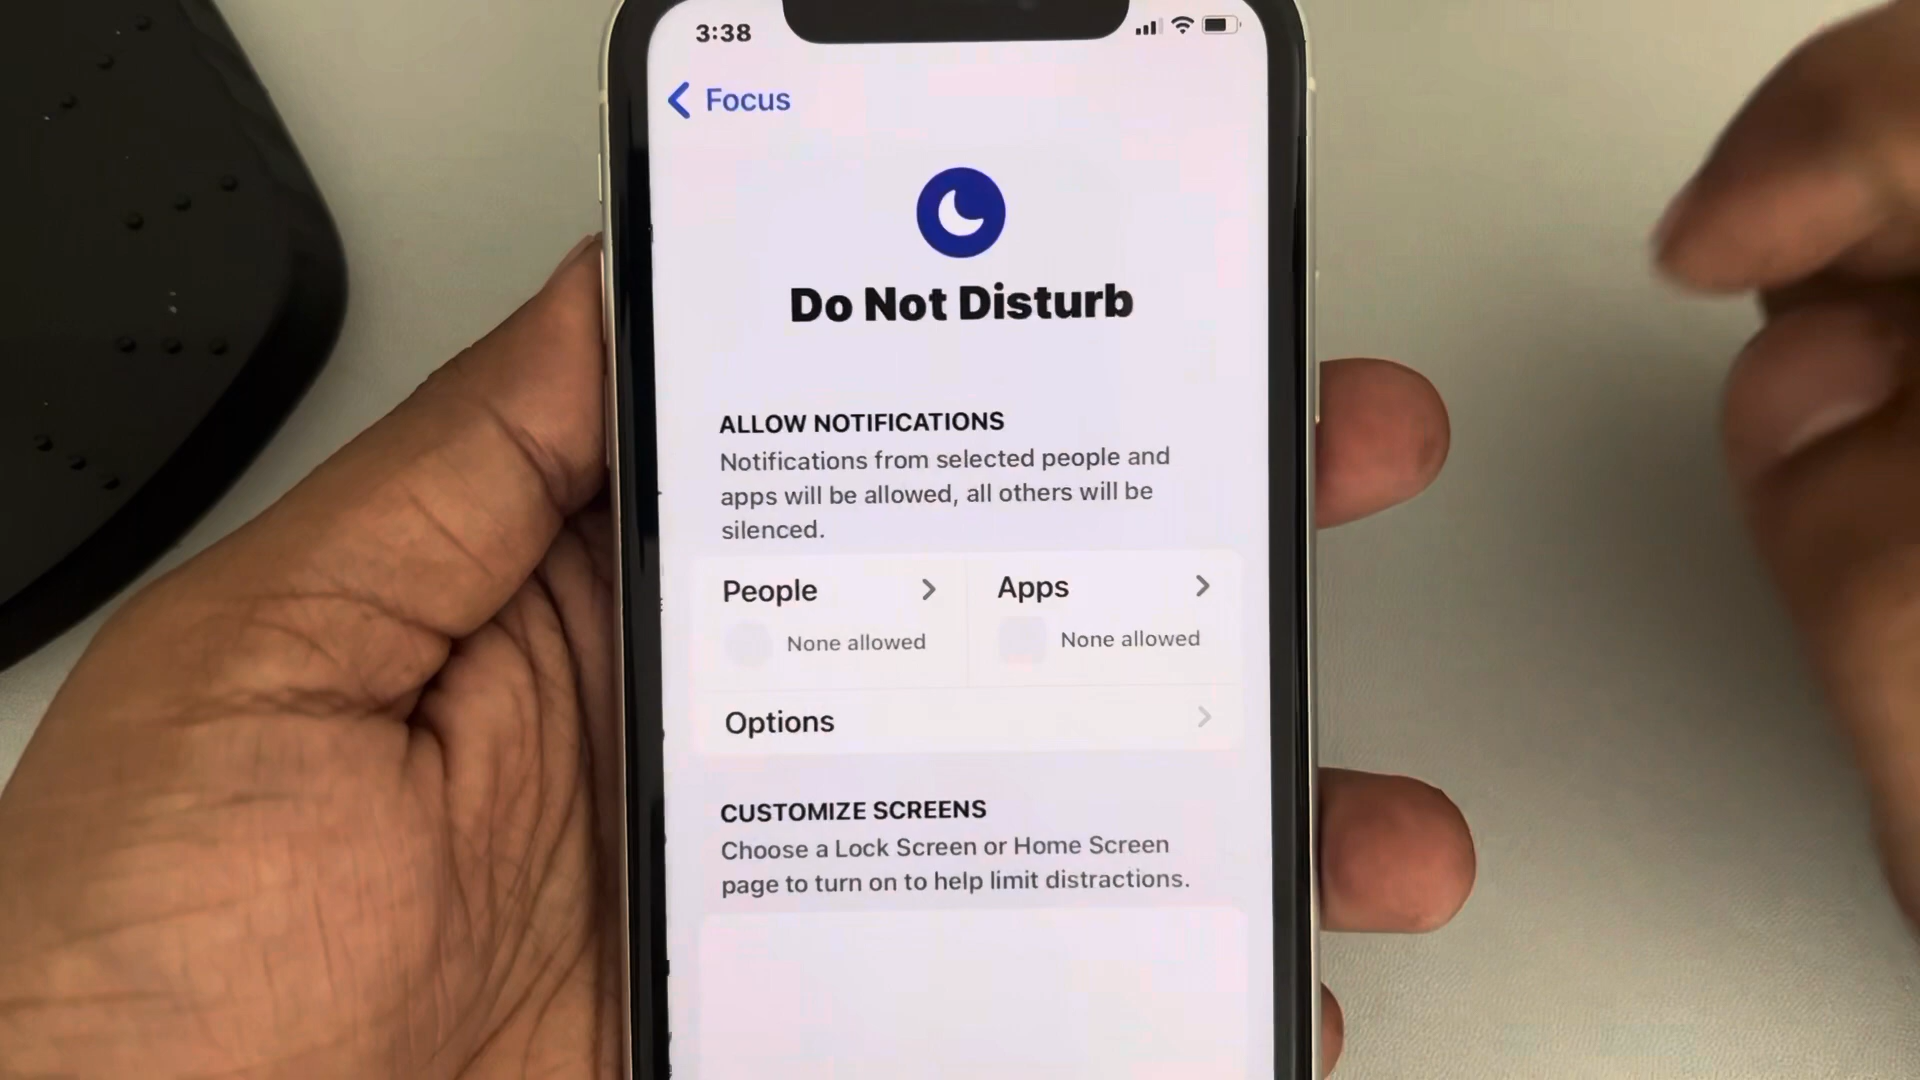 3:38
Focus
Do Not Disturb
ALLOW NOTIFICATIONS
Notifications from selected people and
apps will be allowed, all others will be
silenced.
People
Apps
None allowed
None allowed
Options
CUSTOMIZE SCREENS
Choose a Lock Screen or Home Screen
page to turn on to help limit distractions.